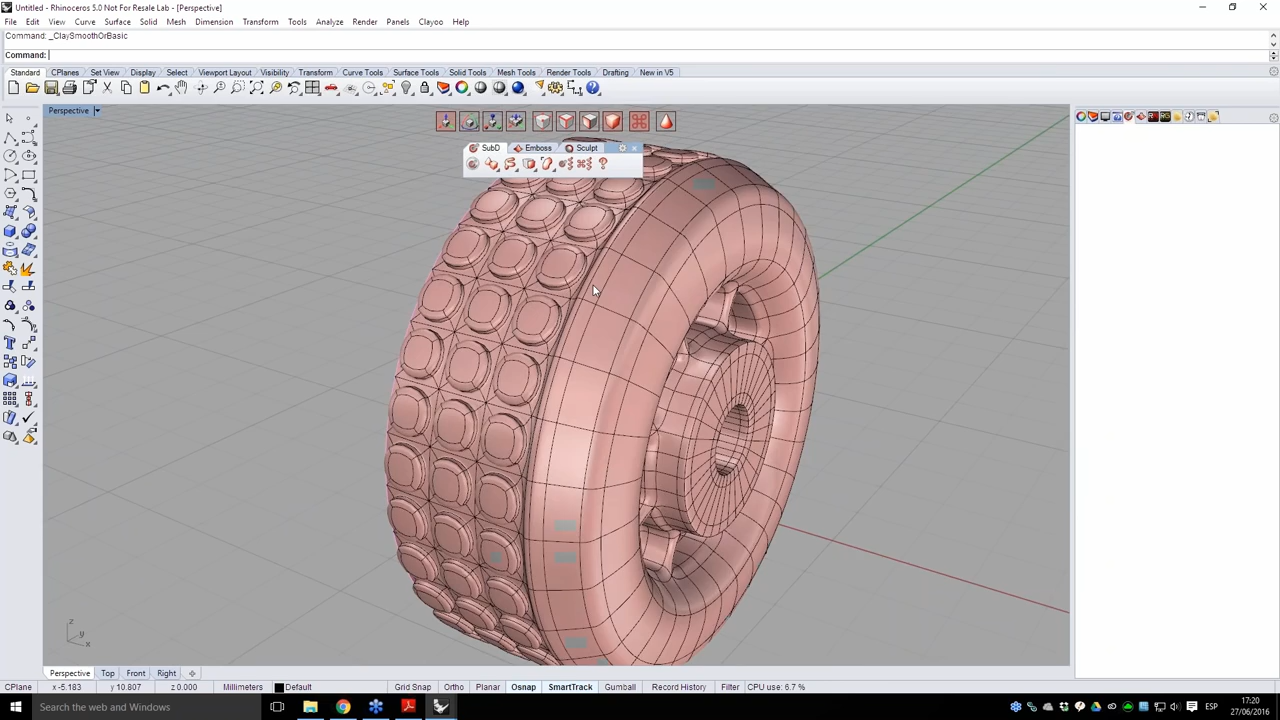 Untitled - Rhinoceros 5.0 Not For Resale Lab - [Perspective]
File Edit View Curve Surface Solid Mesh Dimension Transform Tools Analyze Render Panels Clayoo Help
Command: _ClaySmoothOrBasic
Command:
Standard CPlanes Set View Display Select Viewport Layout Visibility Transform Curve Tools Surface Tools Solid Tools Mesh Tools Render Tools Drafting New in V5
Perspective
SubD Emboss Sculpt
z
y
x
Perspective Top Front Right
CPlane x -5.183 y 10.807 z 0.000 Millimeters Default Grid Snap Ortho Planar Osnap SmartTrack Gumball Record History Filter CPU use: 6.7 %
Search the web and Windows
ESP
17:20
27/06/2016